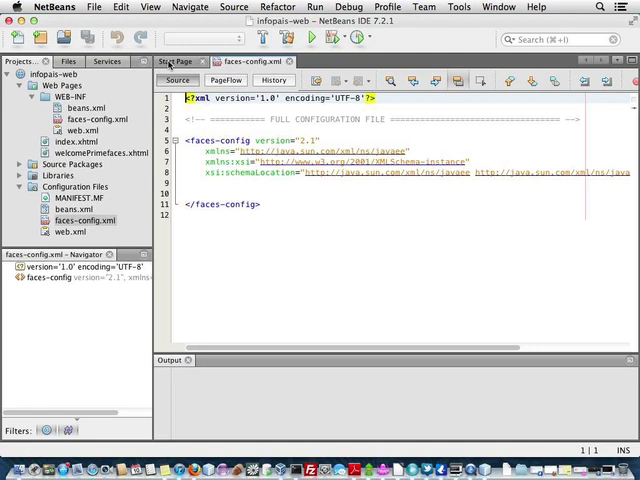 NetBeans File Edit View Navigate Source Refactor Run Debug Profile Team Tools Window Help
infopais-web - NetBeans IDE 7.2.1
Search (⌘+I)
Projects... Files Services
Start Page faces-config.xml
Source PageFlow History
infopais-web
Web Pages
WEB-INF
beans.xml
faces-config.xml
web.xml
index.xhtml
welcomePrimefaces.xhtml
Source Packages
Libraries
Configuration Files
MANIFEST.MF
beans.xml
faces-config.xml
web.xml
1 <?xml version='1.0' encoding='UTF-8'?>
2
3 <!-- =========== FULL CONFIGURATION FILE ================================== -->
4
5 <faces-config version="2.1"
6 xmlns="http://java.sun.com/xml/ns/javaee"
7 xmlns:xsi="http://www.w3.org/2001/XMLSchema-instance"
8 xsi:schemaLocation="http://java.sun.com/xml/ns/javaee http://java.sun.com/xml/ns/java
9
10
11 </faces-config>
12
faces-config.xml - Navigator
version='1.0' encoding='UTF-8'
faces-config version="2.1", xmlns=
Output
Filters:
1 | 1 INS